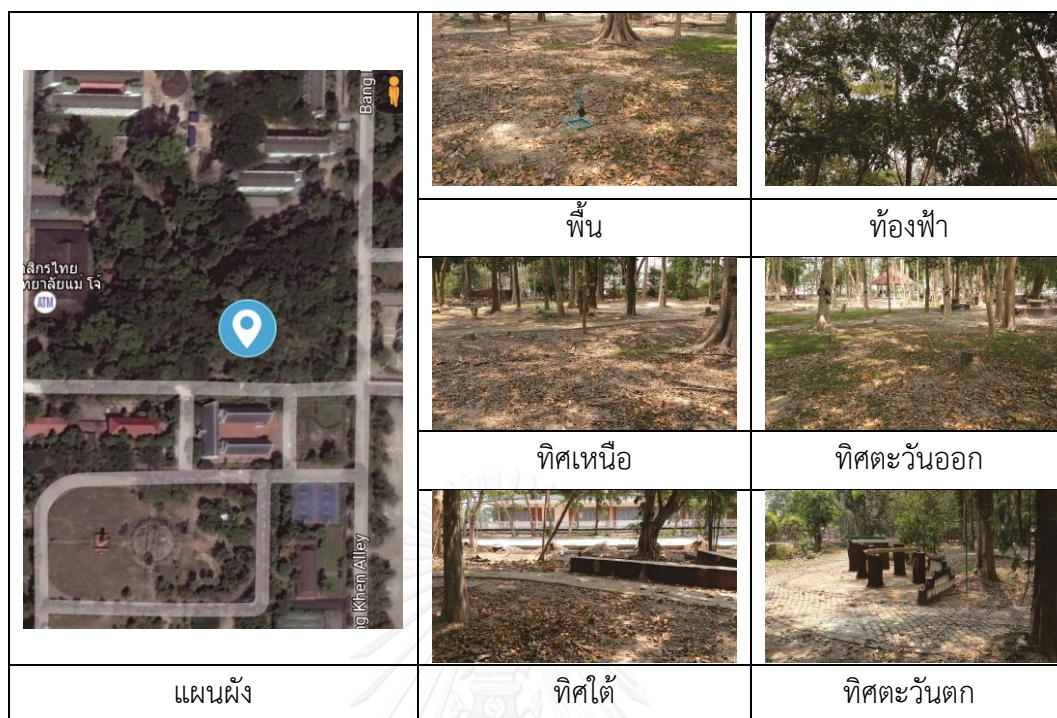 Bang
สิกรไทย
ทยาลัยแม่ โจ้
ATM
ng Khen Alley
พื้น
ท้องฟ้า
ทิศเหนือ
ทิศตะวันออก
แผนผัง
ทิศใต้
ทิศตะวันตก